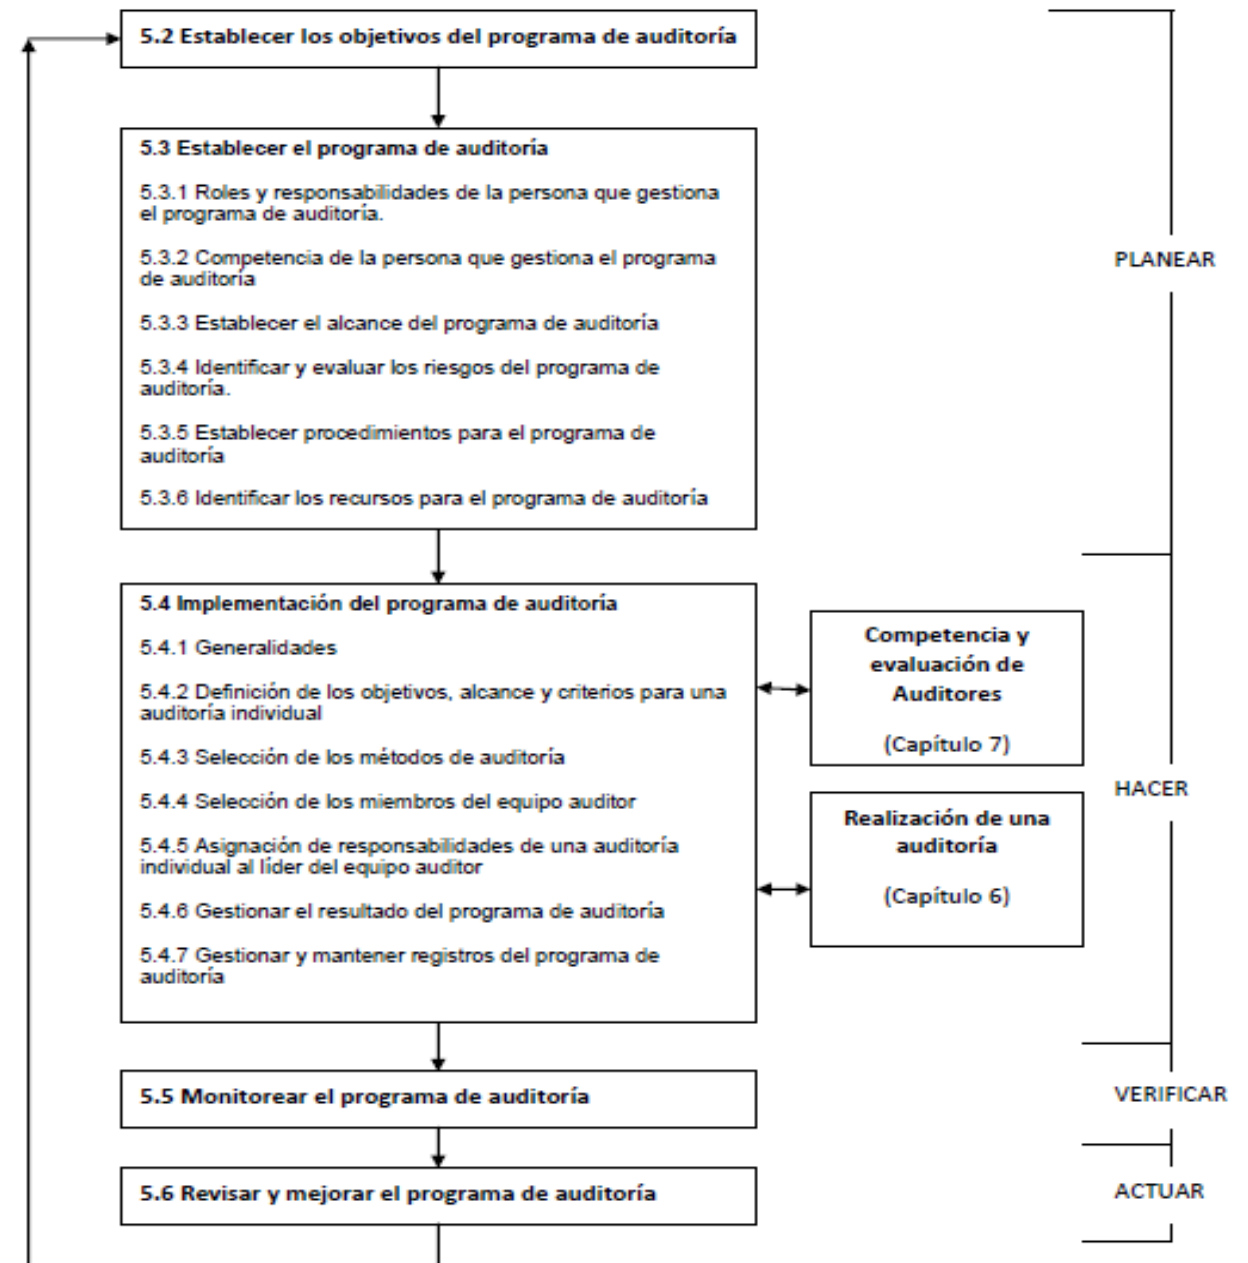 5.2 Establecer los objetivos del programa de auditoría
5.3 Establecer el programa de auditoría
5.3.1 Roles y responsabilidades de la persona que gestiona
el programa de auditoría.
5.3.2 Competencia de la persona que gestiona el programa
de auditoría
5.3.3 Establecer el alcance del programa de auditoría
5.3.4 Identificar y evaluar los riesgos del programa de
auditoría.
5.3.5 Establecer procedimientos para el programa de
auditoría
5.3.6 Identificar los recursos para el programa de auditoría
PLANEAR
5.4 Implementación del programa de auditoría
5.4.1 Generalidades
5.4.2 Definición de los objetivos, alcance y criterios para una
auditoría individual
5.4.3 Selección de los métodos de auditoría
5.4.4 Selección de los miembros del equipo auditor
5.4.5 Asignación de responsabilidades de una auditoría
individual al líder del equipo auditor
5.4.6 Gestionar el resultado del programa de auditoría
5.4.7 Gestionar y mantener registros del programa de
auditoría
Competencia y
evaluación de
Auditores
(Capítulo 7)
Realización de una
auditoría
(Capítulo 6)
HACER
5.5 Monitorear el programa de auditoría
VERIFICAR
5.6 Revisar y mejorar el programa de auditoría
ACTUAR